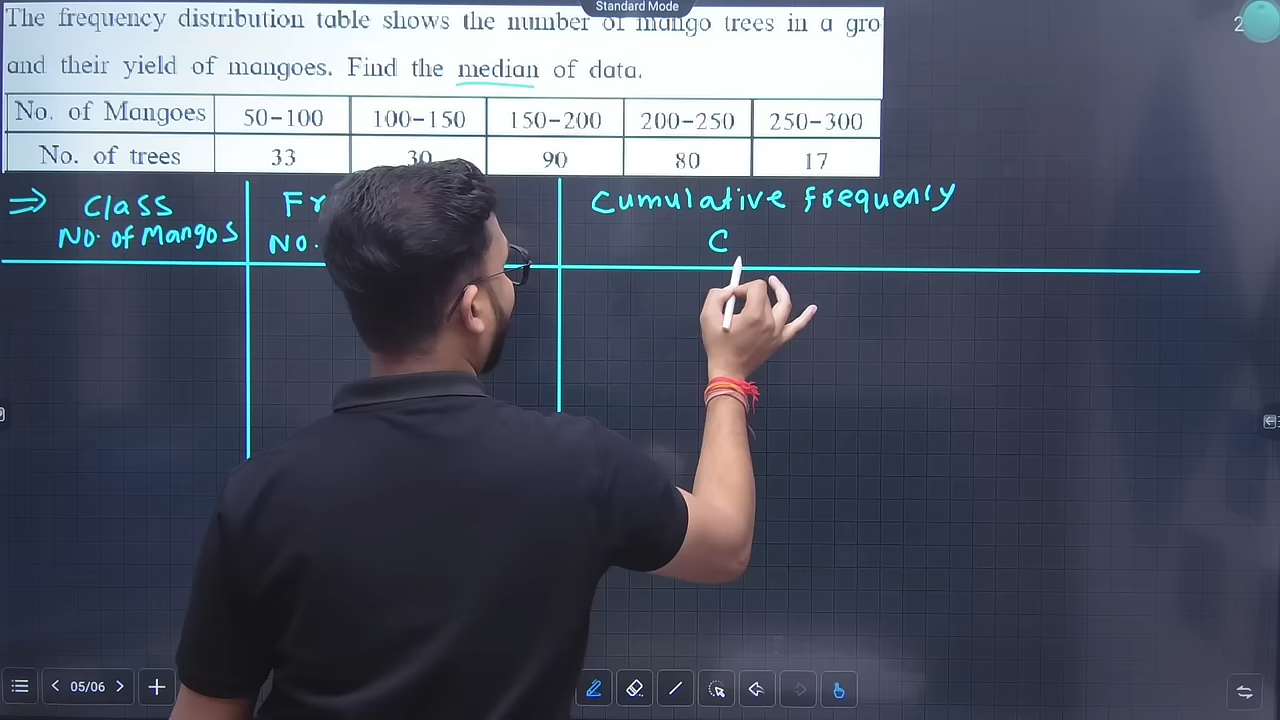 Standard Mode
The frequency distribution table shows the number of mango trees in a gro
and their yield of mangoes. Find the median of data.
No. of Mangoes 50-100 100-150 150-200 200-250 250-300
No. of trees 33 30 90 80 17
⇒ Class Fr Cumulative frequency
No. of Mangos No. C
05/06
2